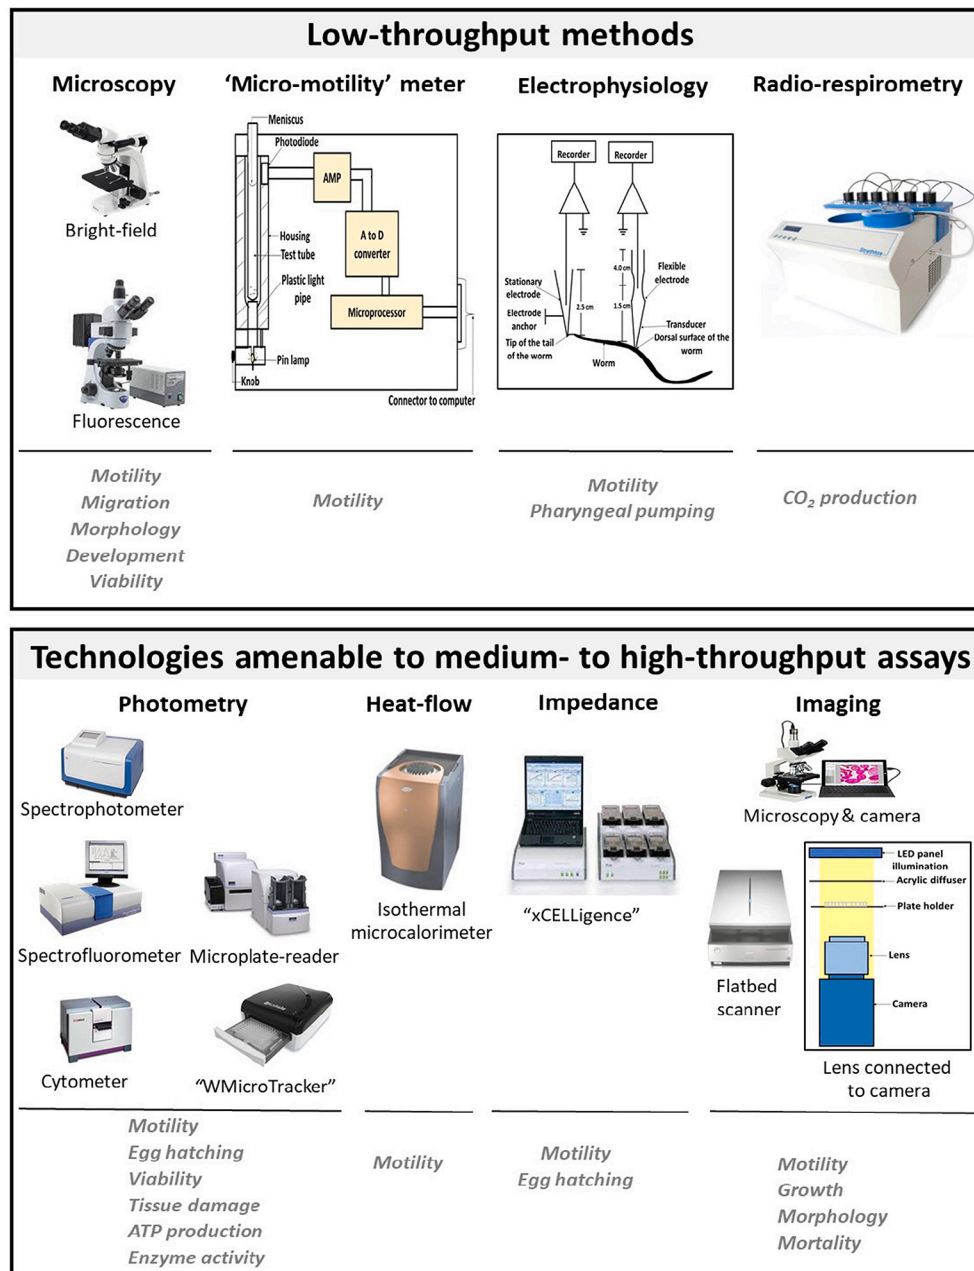 Low-throughput methods
Microscopy
Bright-field
Fluorescence
Motility
Migration
Morphology
Development
Viability
‘Micro-motility’ meter
Meniscus
Photodiode
AMP
A to D
converter
Housing
Test tube
Plastic light
pipe
Microprocessor
Pin lamp
Knob
Connector to computer
Motility
Electrophysiology
Recorder
Recorder
Stationary
electrode
Electrode
anchor
Tip of the tail
of the worm
2.5 cm
4.0 cm
1.5 cm
Flexible
electrode
Transducer
Dorsal surface of the
worm
Worm
Motility
Pharyngeal pumping
Radio-respirometry
CO₂ production
Technologies amenable to medium- to high-throughput assays
Photometry
Spectrophotometer
Spectrofluorometer
Microplate-reader
Cytometer
“WMicroTracker”
Motility
Egg hatching
Viability
Tissue damage
ATP production
Enzyme activity
Heat-flow
Isothermal
microcalorimeter
Motility
Impedance
“xCELLigence”
Motility
Egg hatching
Imaging
Microscopy & camera
Flatbed
scanner
LED panel
illumination
Acrylic diffuser
Plate holder
Lens
Camera
Lens connected
to camera
Motility
Growth
Morphology
Mortality